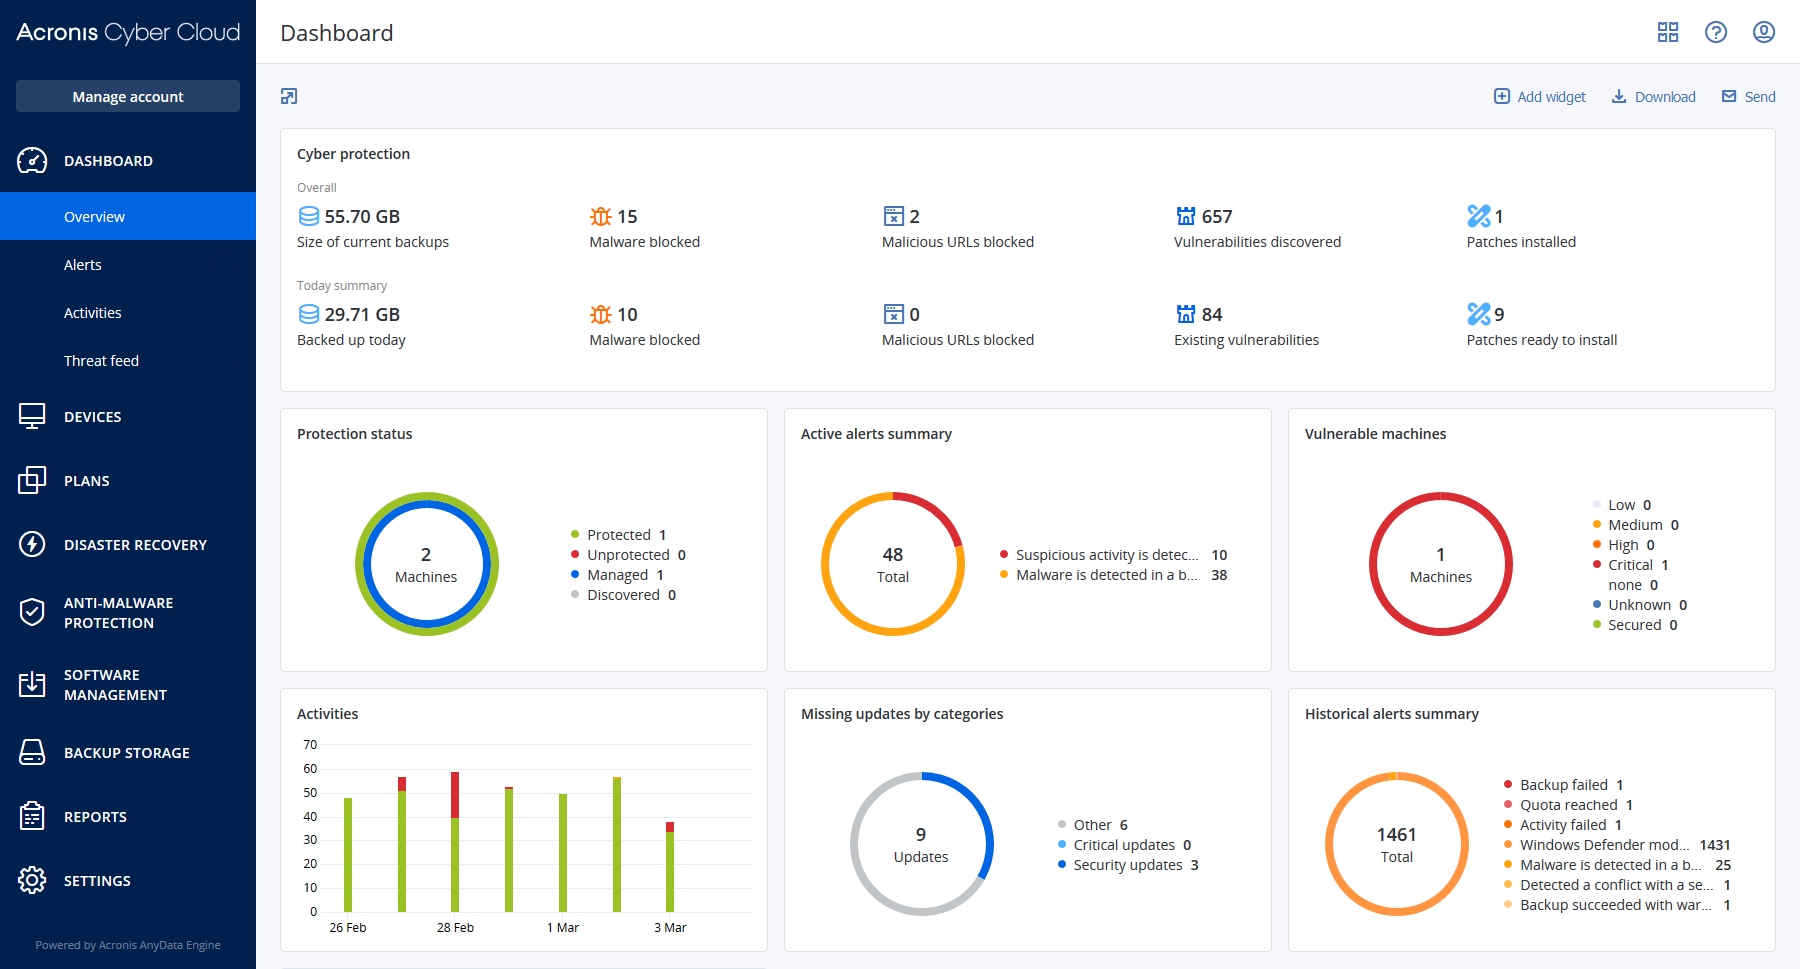 Acronis Cyber Cloud
Manage account
DASHBOARD
Overview
Alerts
Activities
Threat feed
DEVICES
PLANS
DISASTER RECOVERY
ANTI-MALWARE
PROTECTION
SOFTWARE
MANAGEMENT
BACKUP STORAGE
REPORTS
SETTINGS
Powered by Acronis AnyData Engine
Dashboard
Add widget
Download
Send
Cyber protection
Overall
55.70 GB
Size of current backups
15
Malware blocked
2
Malicious URLs blocked
657
Vulnerabilities discovered
1
Patches installed
Today summary
29.71 GB
Backed up today
10
Malware blocked
0
Malicious URLs blocked
84
Existing vulnerabilities
9
Patches ready to install
Protection status
2
Machines
Protected 1
Unprotected 0
Managed 1
Discovered 0
Active alerts summary
48
Total
Suspicious activity is detec... 10
Malware is detected in a b... 38
Vulnerable machines
1
Machines
Low 0
Medium 0
High 0
Critical 1
none 0
Unknown 0
Secured 0
Activities
70
60
50
40
30
20
10
0
26 Feb 28 Feb 1 Mar 3 Mar
Missing updates by categories
9
Updates
Other 6
Critical updates 0
Security updates 3
Historical alerts summary
1461
Total
Backup failed 1
Quota reached 1
Activity failed 1
Windows Defender mod... 1431
Malware is detected in a b... 25
Detected a conflict with a se... 1
Backup succeeded with war... 1